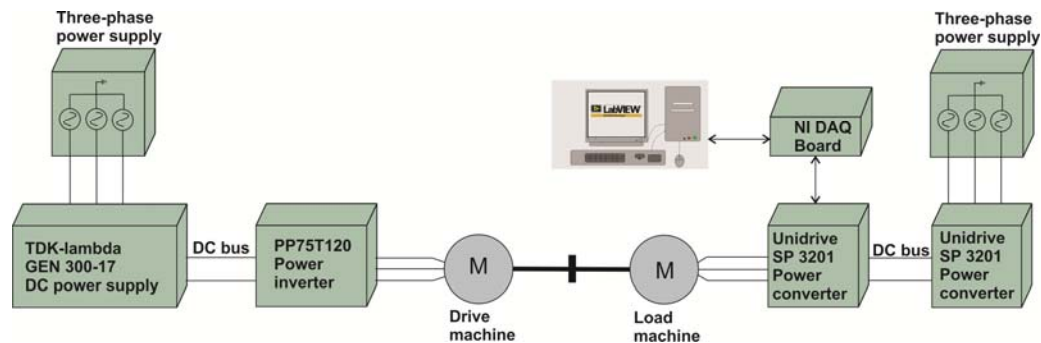 Three-phase
power supply
Three-phase
power supply
LabVIEW
NI DAQ
Board
TDK-lambda
GEN 300-17
DC power supply
DC bus
PP75T120
Power
inverter
M
Drive
machine
M
Load
machine
Unidrive
SP 3201
Power
converter
DC bus
Unidrive
SP 3201
Power
converter